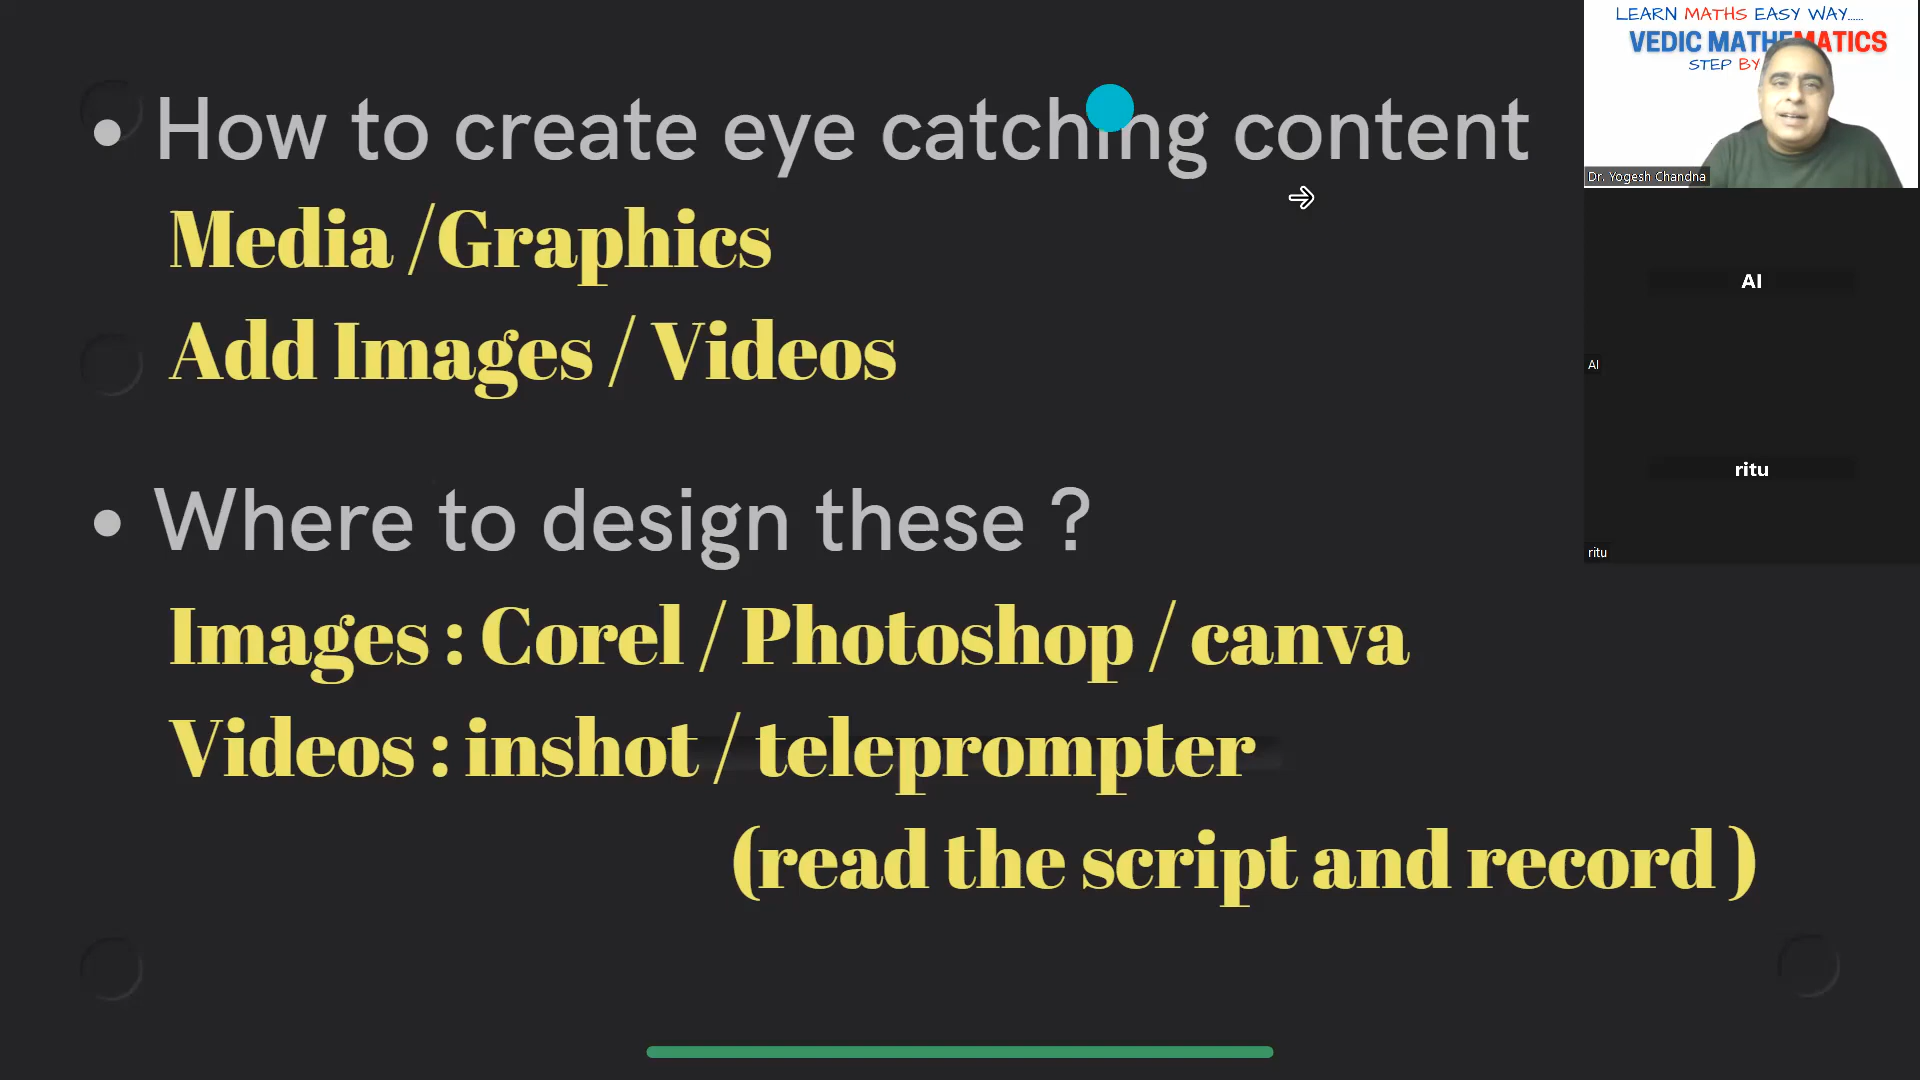 • How to create eye catching content
Media /Graphics
Add Images / Videos
• Where to design these ?
Images : Corel / Photoshop / canva
Videos : inshot / teleprompter
(read the script and record )
LEARN MATHS EASY WAY......
VEDIC MATHEMATICS
STEP BY
Dr. Yogesh Chandna
AI
AI
ritu
ritu